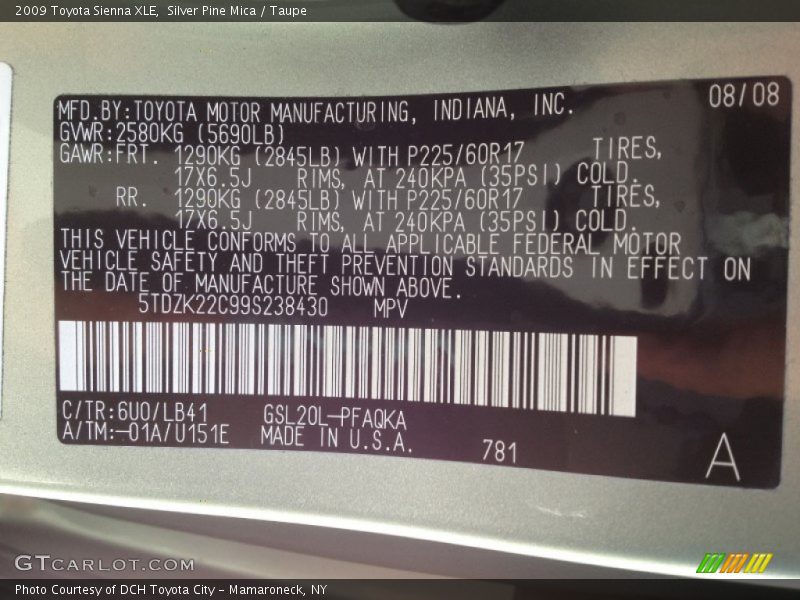 2009 Toyota Sienna XLE,  Silver Pine Mica / Taupe
08/08
MFD.BY:TOYOTA MOTOR MANUFACTURING, INDIANA, INC.
GVWR:2580KG (5690LB)
GAWR:FRT. 1290KG (2845LB) WITH P225/60R17 TIRES,
17X6.5J RIMS, AT 240KPA (35PSI) COLD.
RR. 1290KG (2845LB) WITH P225/60R17 TIRES,
17X6.5J RIMS, AT 240KPA (35PSI) COLD.
THIS VEHICLE CONFORMS TO ALL APPLICABLE FEDERAL MOTOR
VEHICLE SAFETY AND THEFT PREVENTION STANDARDS IN EFFECT ON
THE DATE OF MANUFACTURE SHOWN ABOVE.
5TDZK22C99S238430 MPV
C/TR:6U0/LB41 GSL20L-PFAQKA
A/TM:-01A/U151E MADE IN U.S.A. 781
A
GTCARLOT.COM
Photo Courtesy of DCH Toyota City - Mamaroneck, NY